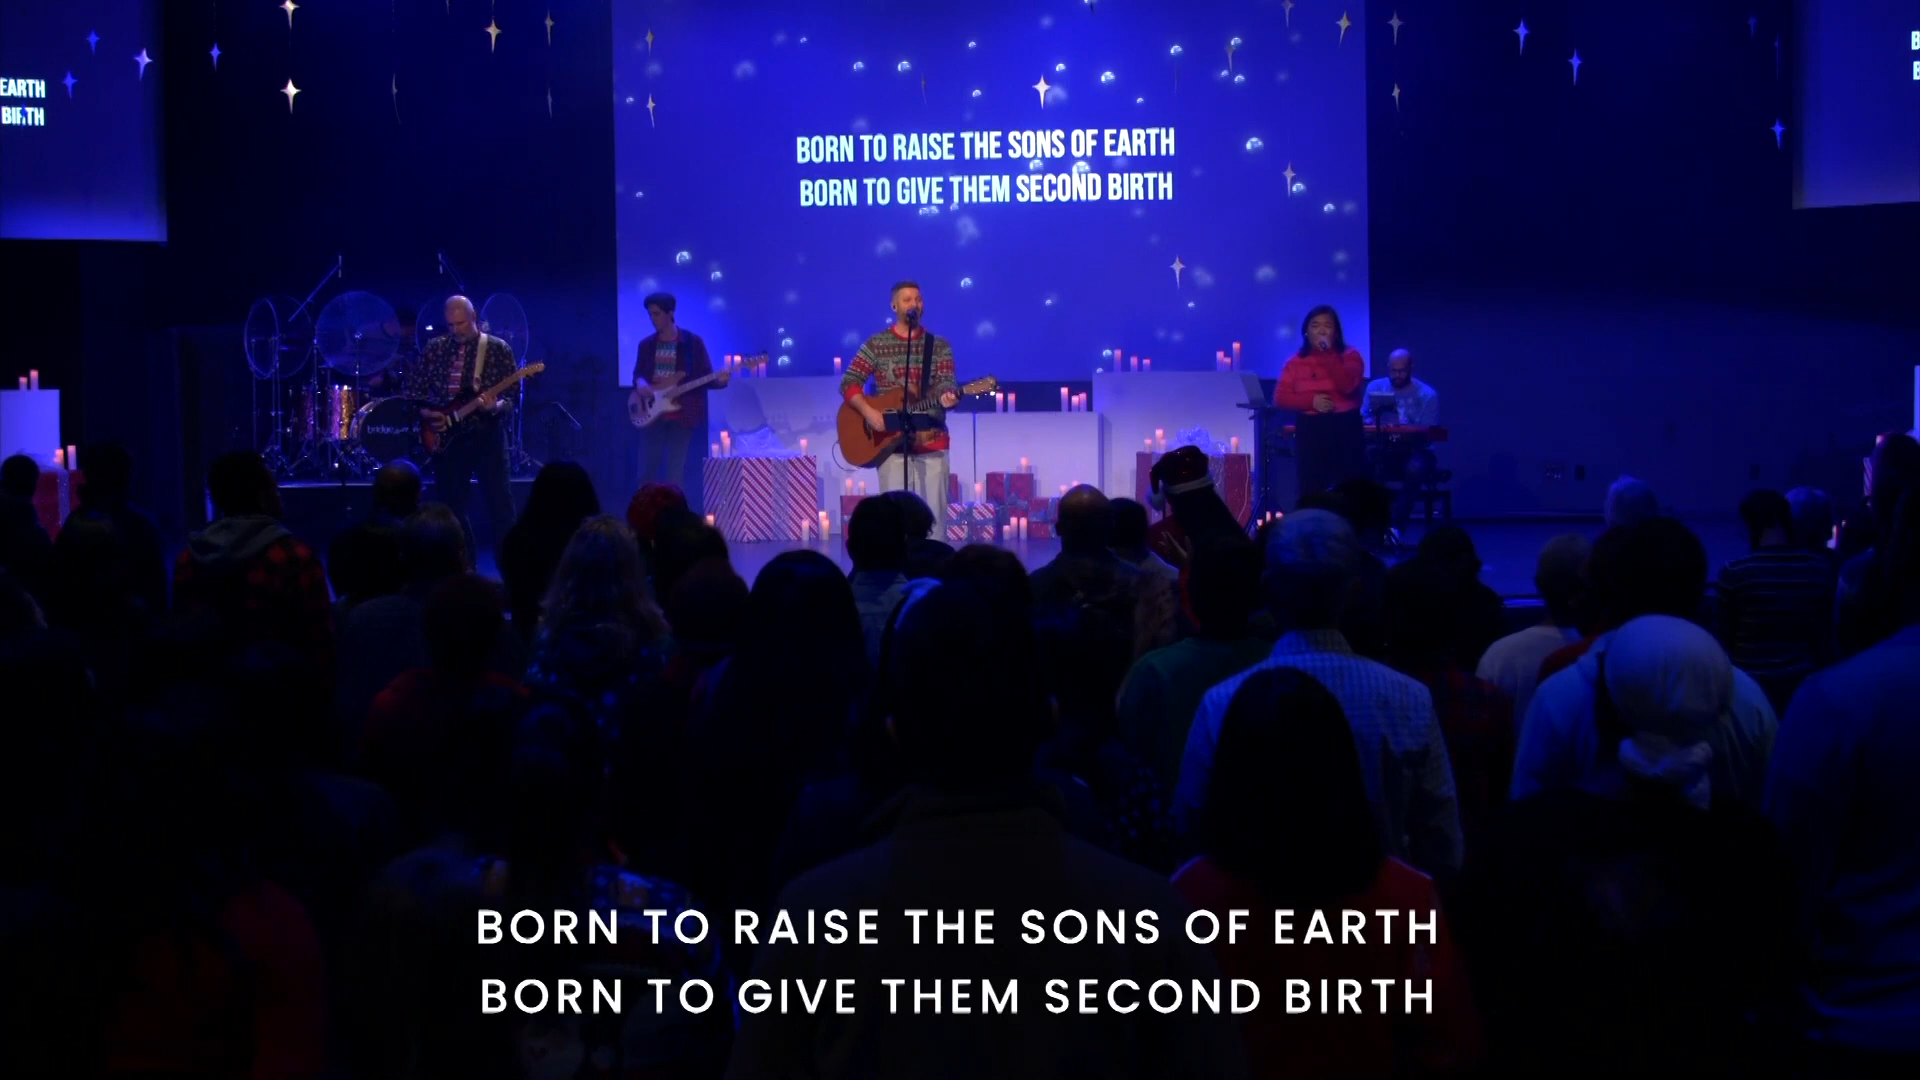 EARTH
BIRTH
BORN TO RAISE THE SONS OF EARTH
BORN TO GIVE THEM SECOND BIRTH
B
B
bridge
BORN TO RAISE THE SONS OF EARTH
BORN TO GIVE THEM SECOND BIRTH